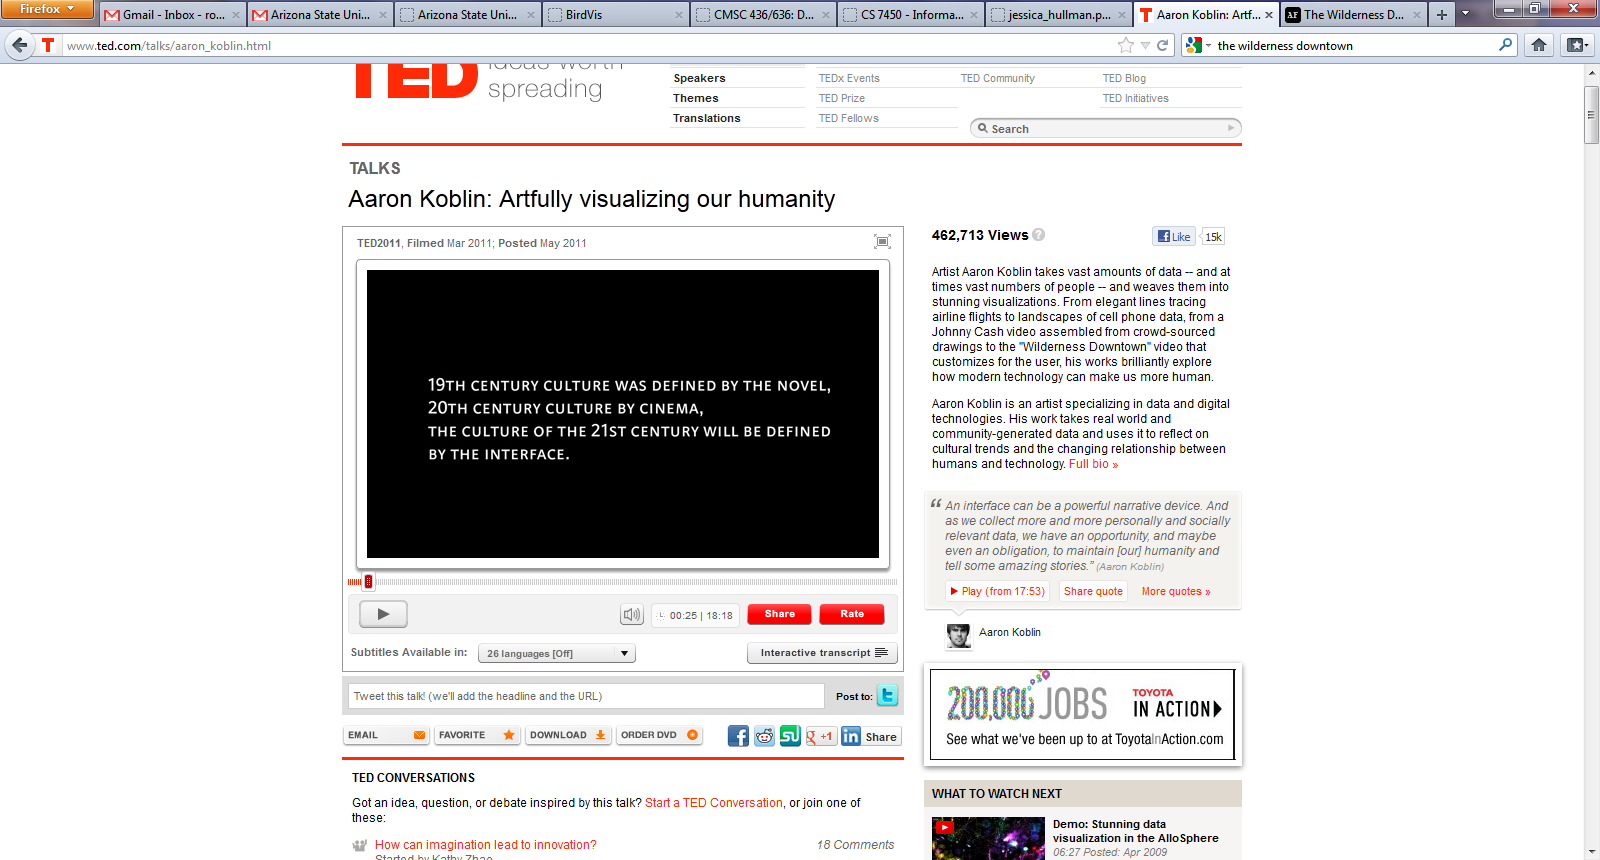 Firefox
Gmail - Inbox - ro...
Arizona State Uni...
Arizona State Uni...
BirdVis
CMSC 436/636: D...
CS 7450 - Informa...
jessica_hullman.p...
Aaron Koblin: Artf...
AF
The Wilderness D...
www.ted.com/talks/aaron_koblin.html
the wilderness downtown
TED ideas worth
spreading
Speakers
TEDx Events
TED Community
TED Blog
Themes
TED Prize
TED Initiatives
Translations
TED Fellows
Search
TALKS
Aaron Koblin: Artfully visualizing our humanity
TED2011, Filmed Mar 2011; Posted May 2011
19TH CENTURY CULTURE WAS DEFINED BY THE NOVEL,
20TH CENTURY CULTURE BY CINEMA,
THE CULTURE OF THE 21ST CENTURY WILL BE DEFINED
BY THE INTERFACE.
00:25 | 18:18
Share
Rate
Subtitles Available in:
26 languages [Off]
Interactive transcript
Tweet this talk! (we'll add the headline and the URL)
Post to:
EMAIL
FAVORITE
DOWNLOAD
ORDER DVD
+1
in
Share
TED CONVERSATIONS
Got an idea, question, or debate inspired by this talk? Start a TED Conversation, or join one of
these:
How can imagination lead to innovation?
18 Comments
Started by Kathy Zhao
462,713 Views
Like
15k
Artist Aaron Koblin takes vast amounts of data -- and at
times vast numbers of people -- and weaves them into
stunning visualizations. From elegant lines tracing
airline flights to landscapes of cell phone data, from a
Johnny Cash video assembled from crowd-sourced
drawings to the "Wilderness Downtown" video that
customizes for the user, his works brilliantly explore
how modern technology can make us more human.
Aaron Koblin is an artist specializing in data and digital
technologies. His work takes real world and
community-generated data and uses it to reflect on
cultural trends and the changing relationship between
humans and technology. Full bio »
“ An interface can be a powerful narrative device. And
as we collect more and more personally and socially
relevant data, we have an opportunity, and maybe
even an obligation, to maintain [our] humanity and
tell some amazing stories.” (Aaron Koblin)
Play (from 17:53)
Share quote
More quotes »
Aaron Koblin
200,006 JOBS
TOYOTA
IN ACTION
See what we've been up to at ToyotaInAction.com
WHAT TO WATCH NEXT
Demo: Stunning data
visualization in the AlloSphere
06:27 Posted: Apr 2009